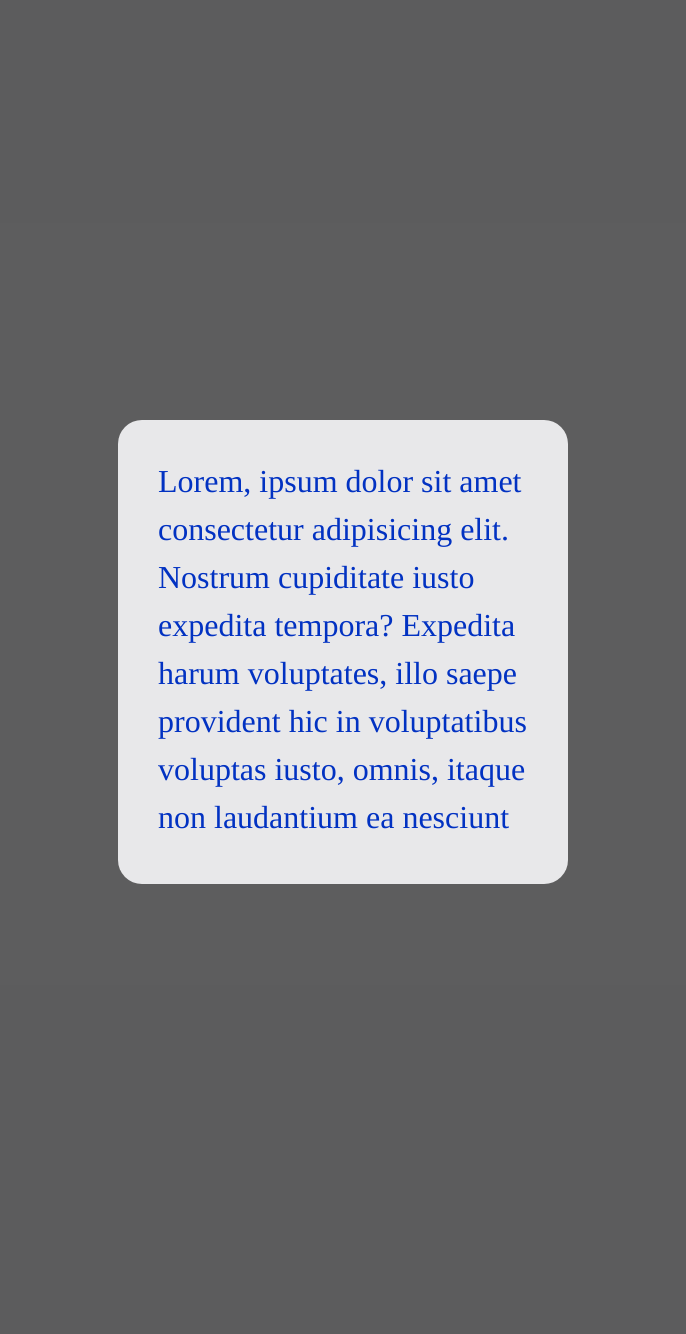 Lorem, ipsum dolor sit amet
consectetur adipisicing elit.
Nostrum cupiditate iusto
expedita tempora? Expedita
harum voluptates, illo saepe
provident hic in voluptatibus
voluptas iusto, omnis, itaque
non laudantium ea nesciunt